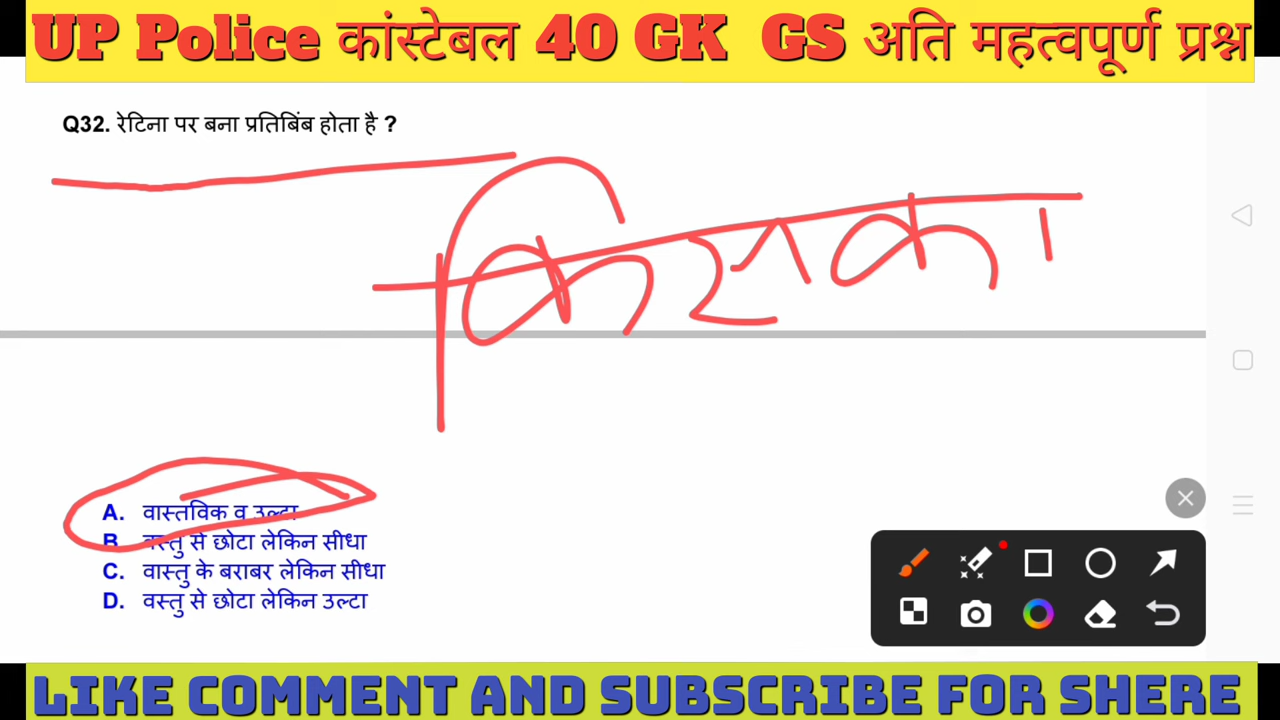 UP Police कांस्टेबल 40 GK GS अति महत्वपूर्ण प्रश्न
Q32. रेटिना पर बना प्रतिबिंब होता है ?
किसका
A. वास्तविक व उल्टा
B. वस्तु से छोटा लेकिन सीधा
C. वास्तु के बराबर लेकिन सीधा
D. वस्तु से छोटा लेकिन उल्टा
LIKE COMMENT AND SUBSCRIBE FOR SHERE